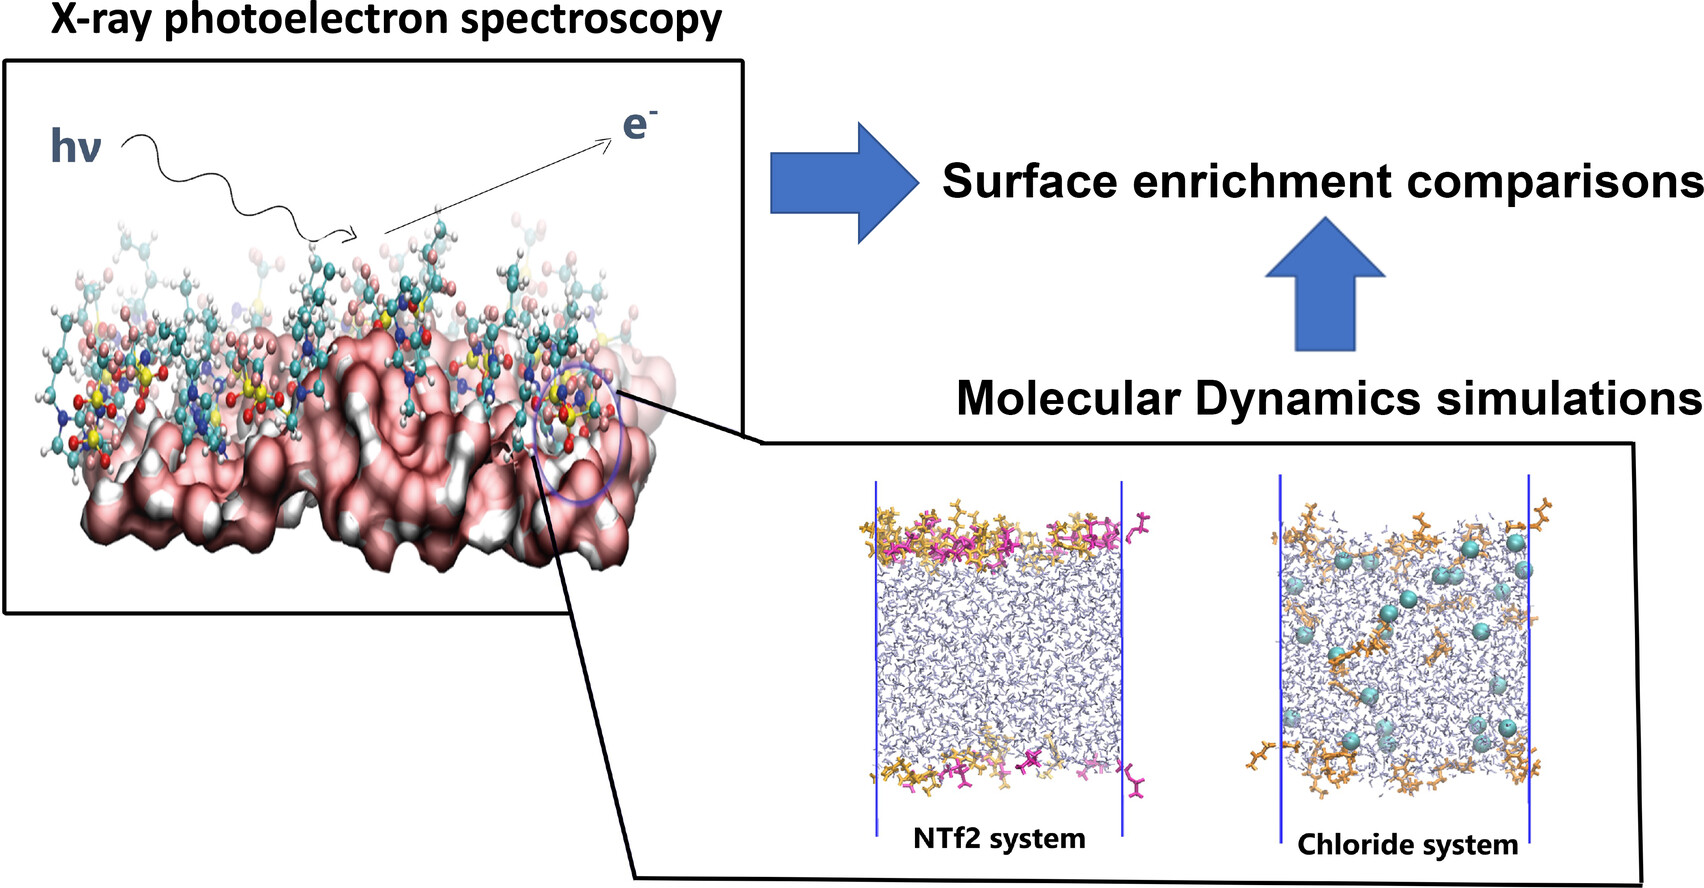 X-ray photoelectron spectroscopy
hν
e-
Surface enrichment comparisons
Molecular Dynamics simulations
NTf2 system
Chloride system